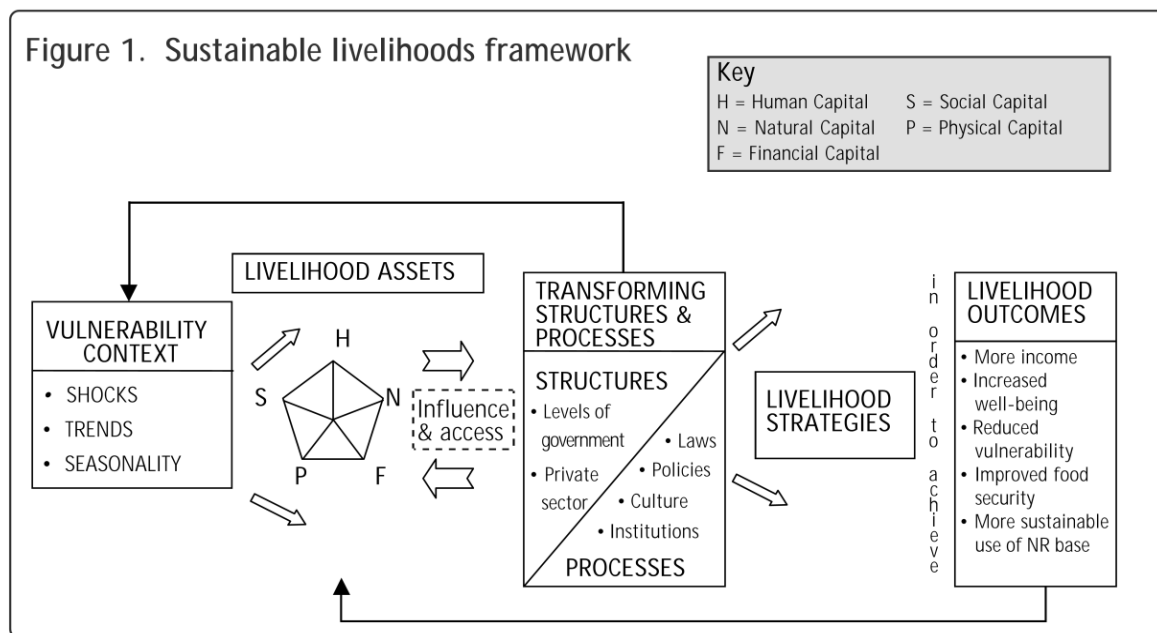 Figure 1. Sustainable livelihoods framework
Key
H = Human Capital S = Social Capital
N = Natural Capital P = Physical Capital
F = Financial Capital
VULNERABILITY
CONTEXT
• SHOCKS
• TRENDS
• SEASONALITY
LIVELIHOOD ASSETS
H
S
N
P
F
Influence
& access
TRANSFORMING
STRUCTURES &
PROCESSES
STRUCTURES
• Levels of
government
• Private
sector
• Laws
• Policies
• Culture
• Institutions
PROCESSES
LIVELIHOOD
STRATEGIES
in order to achieve
LIVELIHOOD
OUTCOMES
• More income
• Increased
well-being
• Reduced
vulnerability
• Improved food
security
• More sustainable
use of NR base